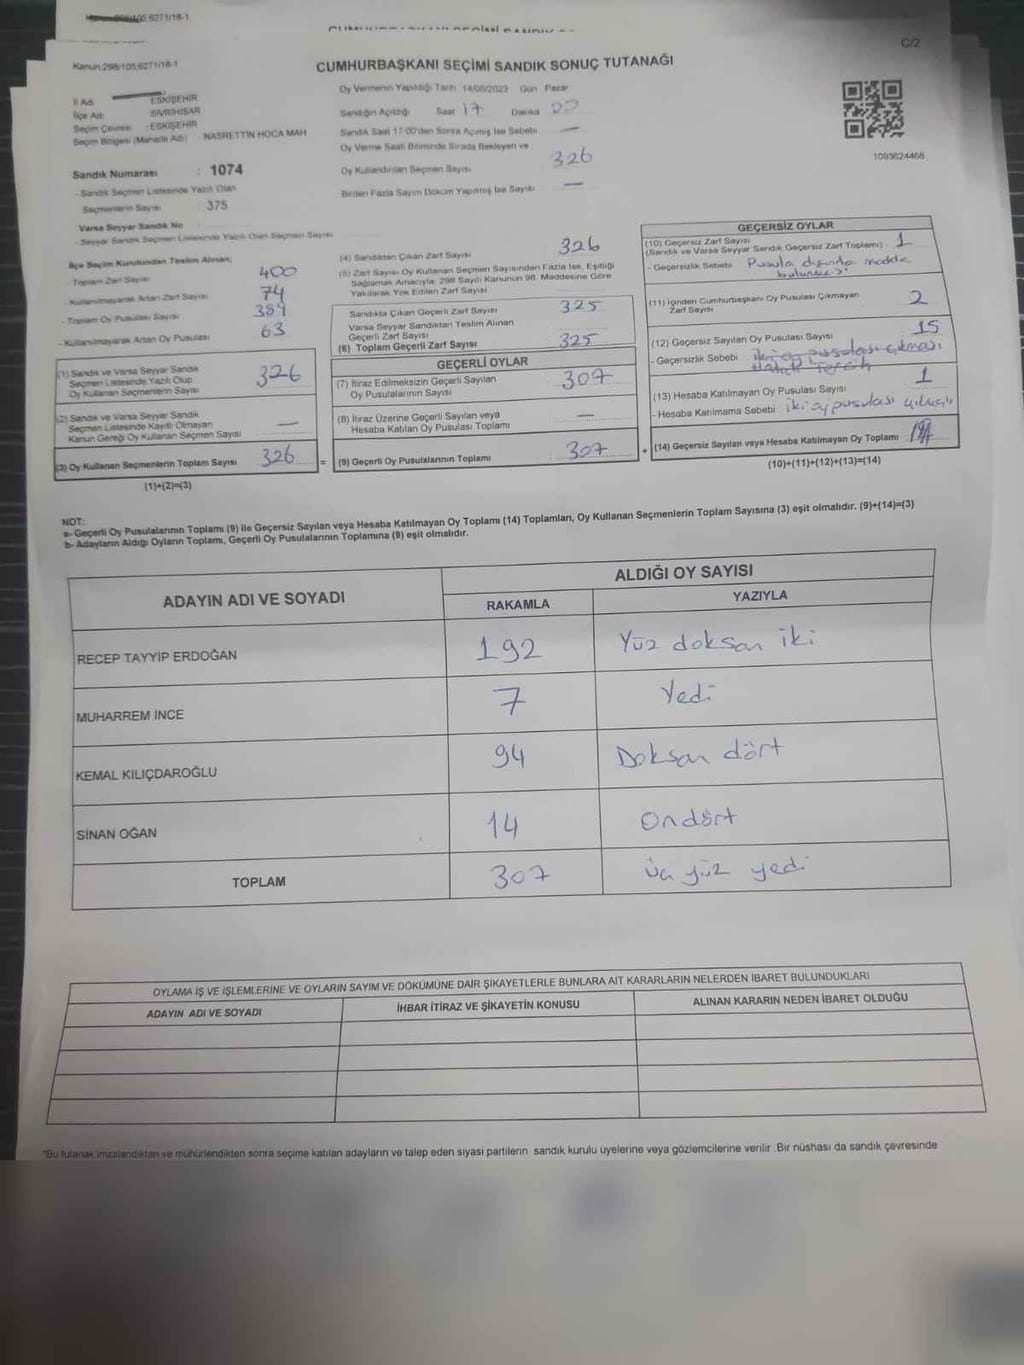 CUMHURBAŞKANI SEÇİMİ SANDIK SONUÇ TUTANAĞI
C/2
Kanun:298/105;6271/18-1
İl Adı ESKİŞEHİR
İlçe Adı SİVRİHİSAR
Seçim Çevresi : ESKİŞEHİR
Seçim Bölgesi (Mahalle Adı) NASRETTİN HOCA MAH
Sandık Numarası : 1074
- Sandık Seçmen Listesinde Yazılı Olan
Seçmenlerin Sayısı 375
Varsa Seyyar Sandık No
- Seyyar Sandık Seçmen Listesinde Yazılı Olan Seçmen Sayısı
Oy Vermenin Yapıldığı Tarih 14/05/2023 Gün Pazar
Sandığın Açıldığı Saat 17 Dakika 00
Sandık Saat 17:00'den Sonra Açılmış İse Sebebi —
Oy Verme Saati Bitiminde Sırada Bekleyen ve
Oy Kullandırılan Seçmen Sayısı 326
Birden Fazla Sayım Döküm Yapılmış İse Sayısı —
1093624468
İlçe Seçim Kurulundan Teslim Alınan;
- Toplam Zarf Sayısı 400
- Kullanılmayarak Artan Zarf Sayısı 74
- Toplam Oy Pusulası Sayısı 389
- Kullanılmayarak Artan Oy Pusulası 63
(1) Sandık ve Varsa Seyyar Sandık
Seçmen Listesinde Yazılı Olup
Oy Kullanan Seçmenlerin Sayısı 326
(2) Sandık ve Varsa Seyyar Sandık
Seçmen Listesinde Kayıtlı Olmayan
Kanun Gereği Oy Kullanan Seçmen Sayısı —
(3) Oy Kullanan Seçmenlerin Toplam Sayısı 326 =
(1)+(2)=(3)
(4) Sandıktan Çıkan Zarf Sayısı 326
(5) Zarf Sayısı Oy Kullanan Seçmen Sayısından Fazla İse, Eşitliği
Sağlamak Amacıyla; 298 Sayılı Kanunun 98. Maddesine Göre
Yakılarak Yok Edilen Zarf Sayısı
Sandıkta Çıkan Geçerli Zarf Sayısı 325
Varsa Seyyar Sandıktan Teslim Alınan
Geçerli Zarf Sayısı
(6) Toplam Geçerli Zarf Sayısı 325
GEÇERLİ OYLAR
(7) İtiraz Edilmeksizin Geçerli Sayılan
Oy Pusulalarının Sayısı 307
(8) İtiraz Üzerine Geçerli Sayılan veya
Hesaba Katılan Oy Pusulası Toplamı —
(9) Geçerli Oy Pusulalarının Toplamı 307 +
GEÇERSİZ OYLAR
(10) Geçersiz Zarf Sayısı
(Sandık ve Varsa Seyyar Sandık Geçersiz Zarf Toplamı) 1
- Geçersizlik Sebebi Pusula dışında madde
bulunması
(11) İçinden Cumhurbaşkanı Oy Pusulası Çıkmayan
Zarf Sayısı 2
(12) Geçersiz Sayılan Oy Pusulası Sayısı 15
- Geçersizlik Sebebi iki oy pusulası çıkması
(13) Hesaba Katılmayan Oy Pusulası Sayısı 1
- Hesaba Katılmama Sebebi iki oy pusulası
(14) Geçersiz Sayılan veya Hesaba Katılmayan Oy Toplamı
(10)+(11)+(12)+(13)=(14)
NOT:
a- Geçerli Oy Pusulalarının Toplamı (9) ile Geçersiz Sayılan veya Hesaba Katılmayan Oy Toplamı (14) Toplamları, Oy Kullanan Seçmenlerin Toplam Sayısına (3) eşit olmalıdır. (9)+(14)=(3)
b- Adayların Aldığı Oyların Toplamı, Geçerli Oy Pusulalarının Toplamına (9) eşit olmalıdır.
ADAYIN ADI VE SOYADI
ALDIĞI OY SAYISI
RAKAMLA YAZIYLA
RECEP TAYYİP ERDOĞAN 192 Yüz doksan iki
MUHARREM İNCE 7 Yedi
KEMAL KILIÇDAROĞLU 94 Doksan dört
SİNAN OĞAN 14 Ondört
TOPLAM 307 Üç yüz yedi
OYLAMA İŞ VE İŞLEMLERİNE VE OYLARIN SAYIM VE DÖKÜMÜNE DAİR ŞİKAYETLERLE BUNLARA AİT KARARLARIN NELERDEN İBARET BULUNDUKLARI
ADAYIN ADI VE SOYADI İHBAR İTİRAZ VE ŞİKAYETİN KONUSU ALINAN KARARIN NEDEN İBARET OLDUĞU
*Bu tutanak imzalandıktan ve mühürlendikten sonra seçime katılan adayların ve talep eden siyasi partilerin sandık kurulu üyelerine veya gözlemcilerine verilir. Bir nüshası da sandık çevresinde